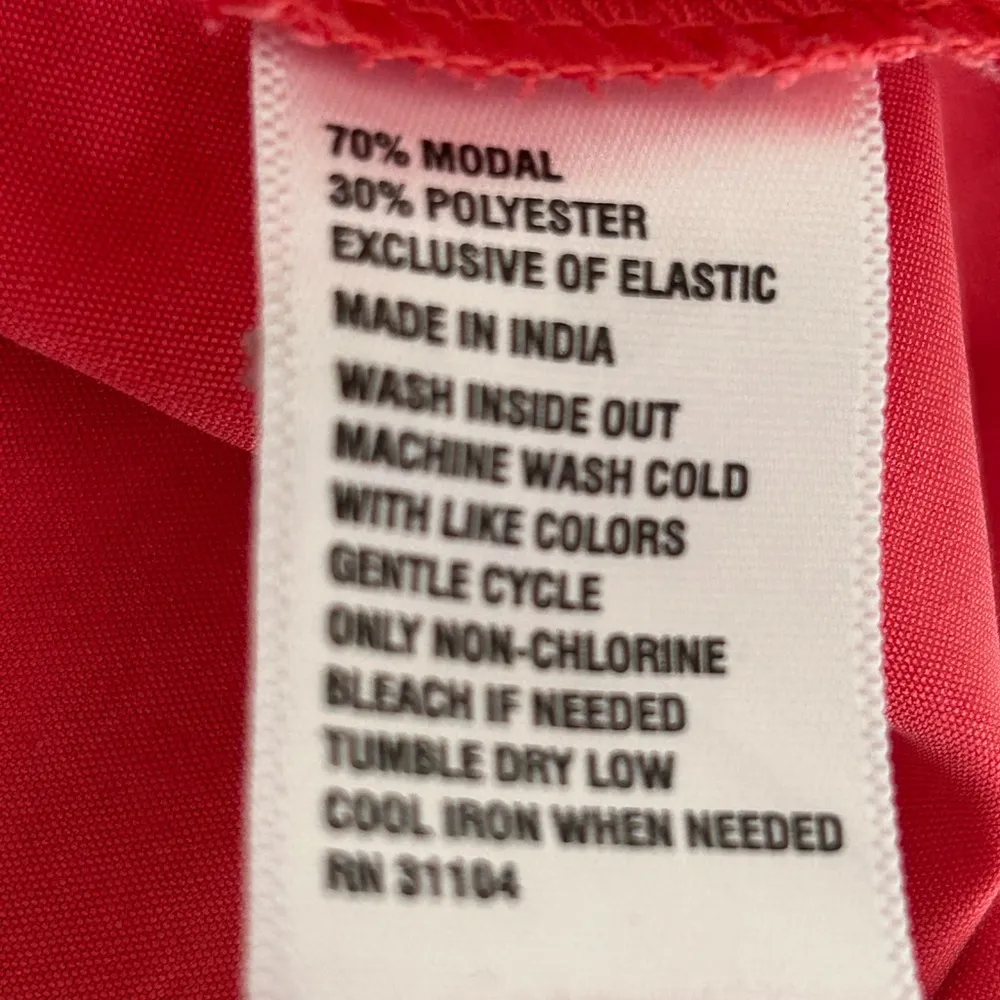 70% MODAL
30% POLYESTER
EXCLUSIVE OF ELASTIC
MADE IN INDIA
WASH INSIDE OUT
MACHINE WASH COLD
WITH LIKE COLORS
GENTLE CYCLE
ONLY NON-CHLORINE
BLEACH IF NEEDED
TUMBLE DRY LOW
COOL IRON WHEN NEEDED
RN 31104